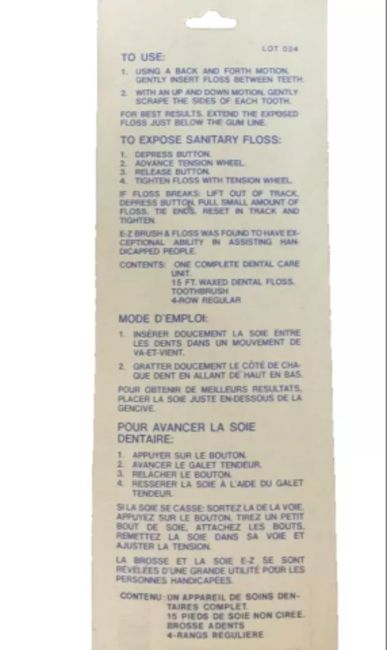 LOT 024
TO USE:
1. USING A BACK AND FORTH MOTION,
GENTLY INSERT FLOSS BETWEEN TEETH.
2. WITH AN UP AND DOWN MOTION, GENTLY
SCRAPE THE SIDES OF EACH TOOTH.
FOR BEST RESULTS, EXTEND THE EXPOSED
FLOSS JUST BELOW THE GUM LINE.
TO EXPOSE SANITARY FLOSS:
1. DEPRESS BUTTON.
2. ADVANCE TENSION WHEEL.
3. RELEASE BUTTON.
4. TIGHTEN FLOSS WITH TENSION WHEEL.
IF FLOSS BREAKS: LIFT OUT OF TRACK,
DEPRESS BUTTON, PULL SMALL AMOUNT OF
FLOSS, TIE ENDS, RESET IN TRACK AND
TIGHTEN.
E-Z BRUSH & FLOSS WAS FOUND TO HAVE EX-
CEPTIONAL ABILITY IN ASSISTING HAN-
DICAPPED PEOPLE.
CONTENTS: ONE COMPLETE DENTAL CARE
UNIT.
15 FT. WAXED DENTAL FLOSS.
TOOTHBRUSH
4-ROW REGULAR
MODE D'EMPLOI:
1. INSÉRER DOUCEMENT LA SOIE ENTRE
LES DENTS DANS UN MOUVEMENT DE
VA-ET-VIENT.
2. GRATTER DOUCEMENT LE CÔTÉ DE CHA-
QUE DENT EN ALLANT DE HAUT EN BAS.
POUR OBTENIR DE MEILLEURS RESULTATS,
PLACER LA SOIE JUSTE EN-DESSOUS DE LA
GENCIVE.
POUR AVANCER LA SOIE
DENTAIRE:
1. APPUYER SUR LE BOUTON.
2. AVANCER LE GALET TENDEUR.
3. RELACHER LE BOUTON.
4. RESSERER LA SOIE À L'AIDE DU GALET
TENDEUR.
SI LA SOIE SE CASSE: SORTEZ LA DE LA VOIE,
APPUYEZ SUR LE BOUTON, TIREZ UN PETIT
BOUT DE SOIE, ATTACHEZ LES BOUTS,
REMETTEZ LA SOIE DANS SA VOIE ET
AJUSTER LA TENSION.
LA BROSSE ET LA SOIE E-Z SE SONT
REVELÉES D'UNE GRANDE UTILITÉ POUR LES
PERSONNES HANDICAPÉES.
CONTENU: UN APPAREIL DE SOINS DEN-
TAIRES COMPLET.
15 PIEDS DE SOIE NON CIREE.
BROSSE A DENTS
4-RANGS REGULIERE